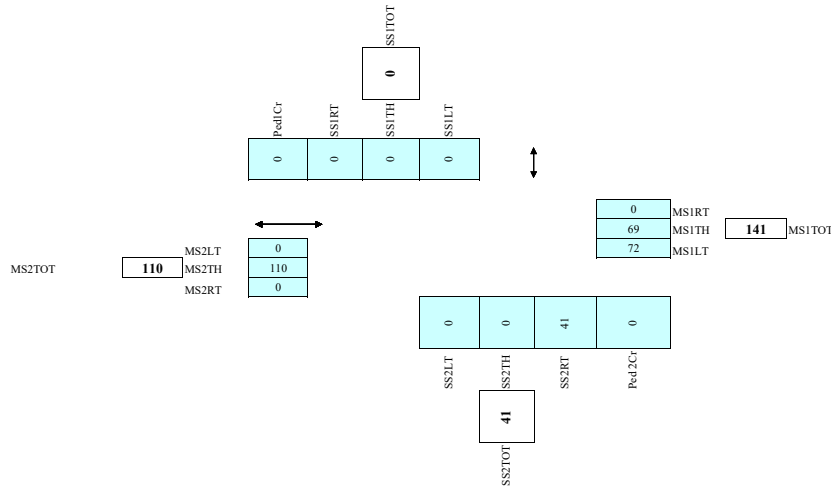 SS1TOT
0
Ped1Cr SS1RT SS1TH SS1LT
0 0 0 0
0 MS1RT
69 MS1TH 141 MS1TOT
72 MS1LT
MS2LT 0
MS2TOT 110 MS2TH 110
MS2RT 0
0 0 41 0
SS2LT SS2TH SS2RT Ped2Cr
41
SS2TOT